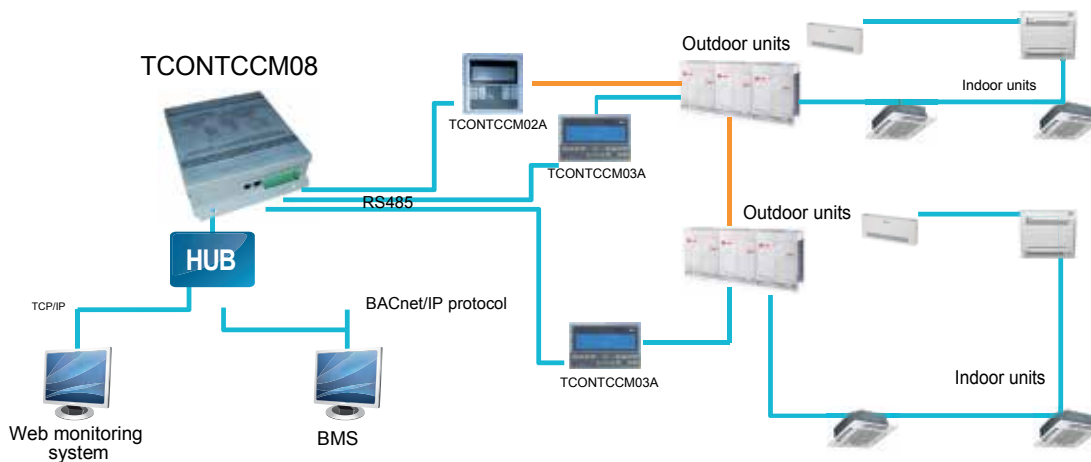 Outdoor units
TCONTCCM08
Indoor units
TCONTCCM02A
TCONTCCM03A
RS485
Outdoor units
HUB
TCP/IP
BACnet/IP protocol
TCONTCCM03A
Indoor units
Web monitoring
system
BMS